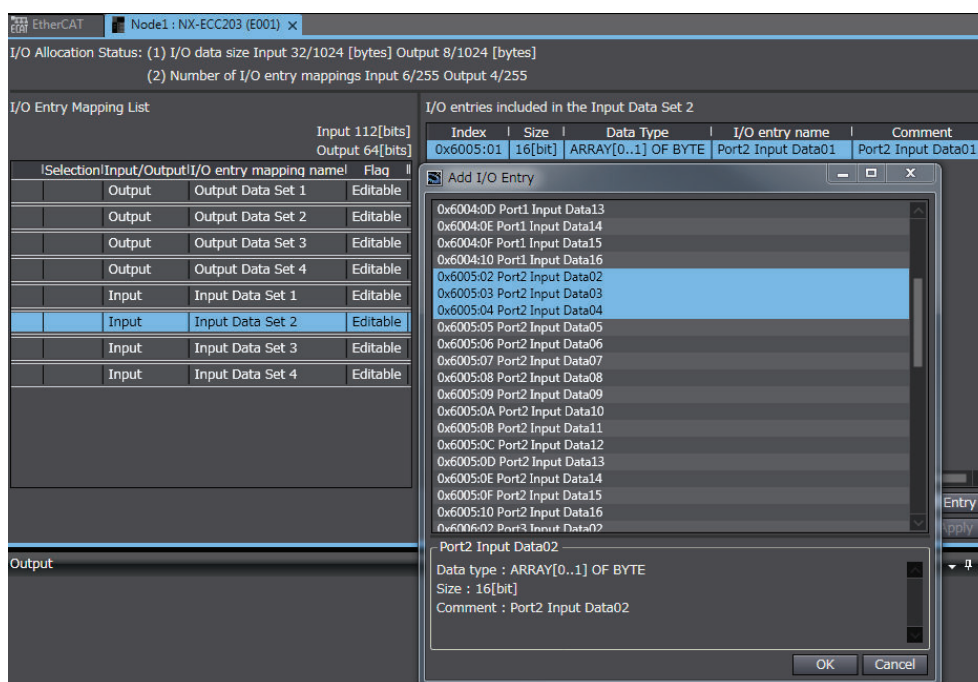 EtherCAT Node1 : NX-ECC203 (E001) ×
I/O Allocation Status: (1) I/O data size Input 32/1024 [bytes] Output 8/1024 [bytes]
(2) Number of I/O entry mappings Input 6/255 Output 4/255
I/O Entry Mapping List
Input 112[bits]
Output 64[bits]
Selection Input/Output I/O entry mapping name Flag
Output Output Data Set 1 Editable
Output Output Data Set 2 Editable
Output Output Data Set 3 Editable
Output Output Data Set 4 Editable
Input Input Data Set 1 Editable
Input Input Data Set 2 Editable
Input Input Data Set 3 Editable
Input Input Data Set 4 Editable
I/O entries included in the Input Data Set 2
Index Size Data Type I/O entry name Comment
0x6005:01 16[bit] ARRAY[0..1] OF BYTE Port2 Input Data01 Port2 Input Data01
Add I/O Entry
0x6004:0D Port1 Input Data13
0x6004:0E Port1 Input Data14
0x6004:0F Port1 Input Data15
0x6004:10 Port1 Input Data16
0x6005:02 Port2 Input Data02
0x6005:03 Port2 Input Data03
0x6005:04 Port2 Input Data04
0x6005:05 Port2 Input Data05
0x6005:06 Port2 Input Data06
0x6005:07 Port2 Input Data07
0x6005:08 Port2 Input Data08
0x6005:09 Port2 Input Data09
0x6005:0A Port2 Input Data10
0x6005:0B Port2 Input Data11
0x6005:0C Port2 Input Data12
0x6005:0D Port2 Input Data13
0x6005:0E Port2 Input Data14
0x6005:0F Port2 Input Data15
0x6005:10 Port2 Input Data16
0x6006:02 Port3 Input Data02
Entry
Apply
Port2 Input Data02
Data type : ARRAY[0..1] OF BYTE
Size : 16[bit]
Comment : Port2 Input Data02
OK Cancel
Output